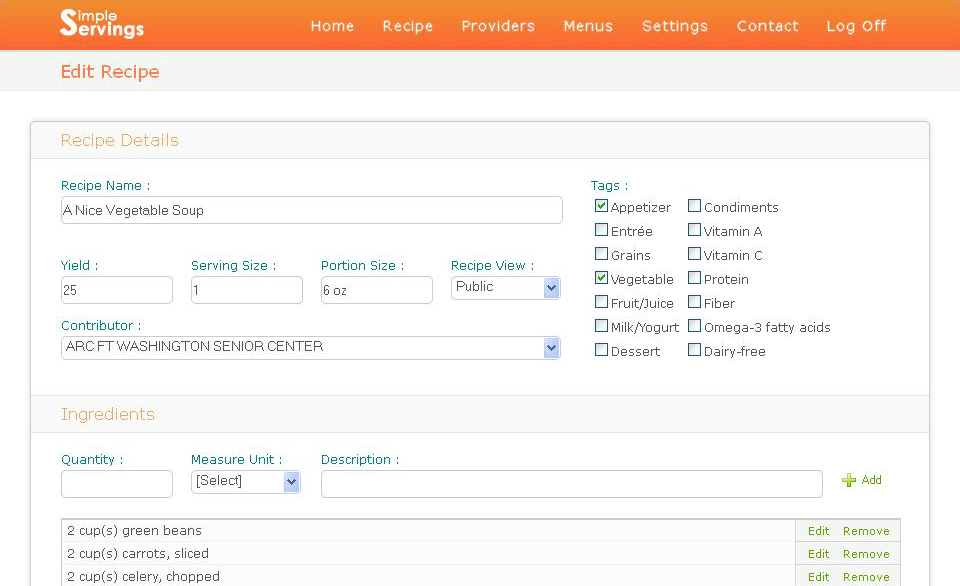 Simple
Servings
Home Recipe Providers Menus Settings Contact Log Off
Edit Recipe
Recipe Details
Recipe Name :
A Nice Vegetable Soup
Yield : Serving Size : Portion Size : Recipe View :
25 1 6 oz Public
Contributor :
ARC FT WASHINGTON SENIOR CENTER
Tags :
Appetizer Condiments
Entrée Vitamin A
Grains Vitamin C
Vegetable Protein
Fruit/Juice Fiber
Milk/Yogurt Omega-3 fatty acids
Dessert Dairy-free
Ingredients
Quantity : Measure Unit : Description :
[Select] Add
2 cup(s) green beans Edit Remove
2 cup(s) carrots, sliced Edit Remove
2 cup(s) celery, chopped Edit Remove